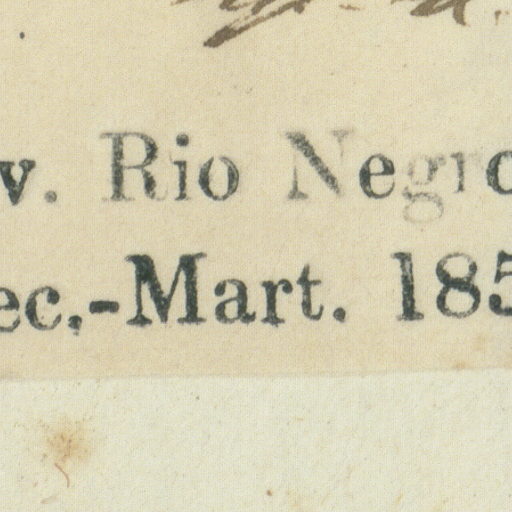 v. Rio Negro
ec.-Mart. 185